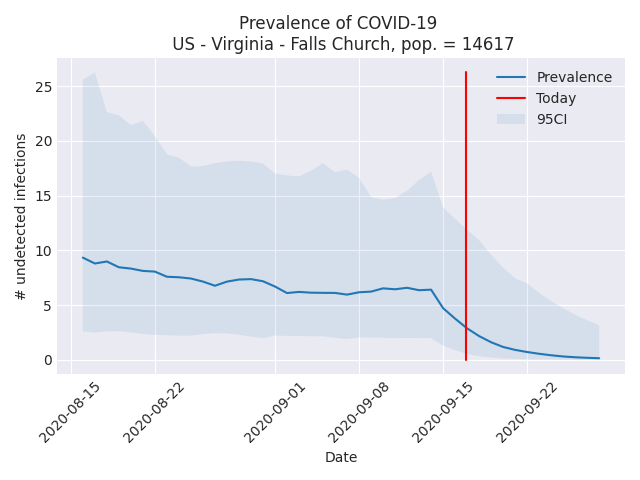 Prevalence of COVID-19
US - Virginia - Falls Church, pop. = 14617
# undetected infections
25
20
15
10
5
0
Prevalence
Today
95CI
2020-08-15
2020-08-22
2020-09-01
2020-09-08
2020-09-15
2020-09-22
Date